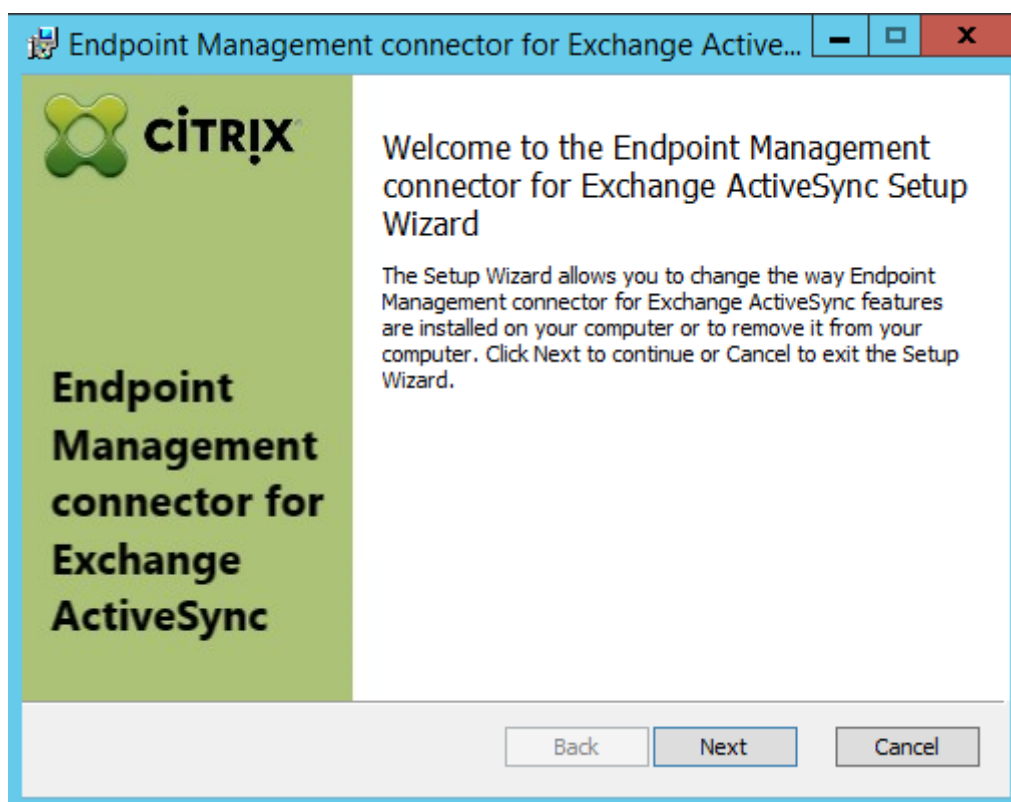 Endpoint Management connector for Exchange Active...
CİTRIX
Welcome to the Endpoint Management
connector for Exchange ActiveSync Setup
Wizard
The Setup Wizard allows you to change the way Endpoint
Management connector for Exchange ActiveSync features
are installed on your computer or to remove it from your
computer. Click Next to continue or Cancel to exit the Setup
Wizard.
Endpoint
Management
connector for
Exchange
ActiveSync
Back Next Cancel